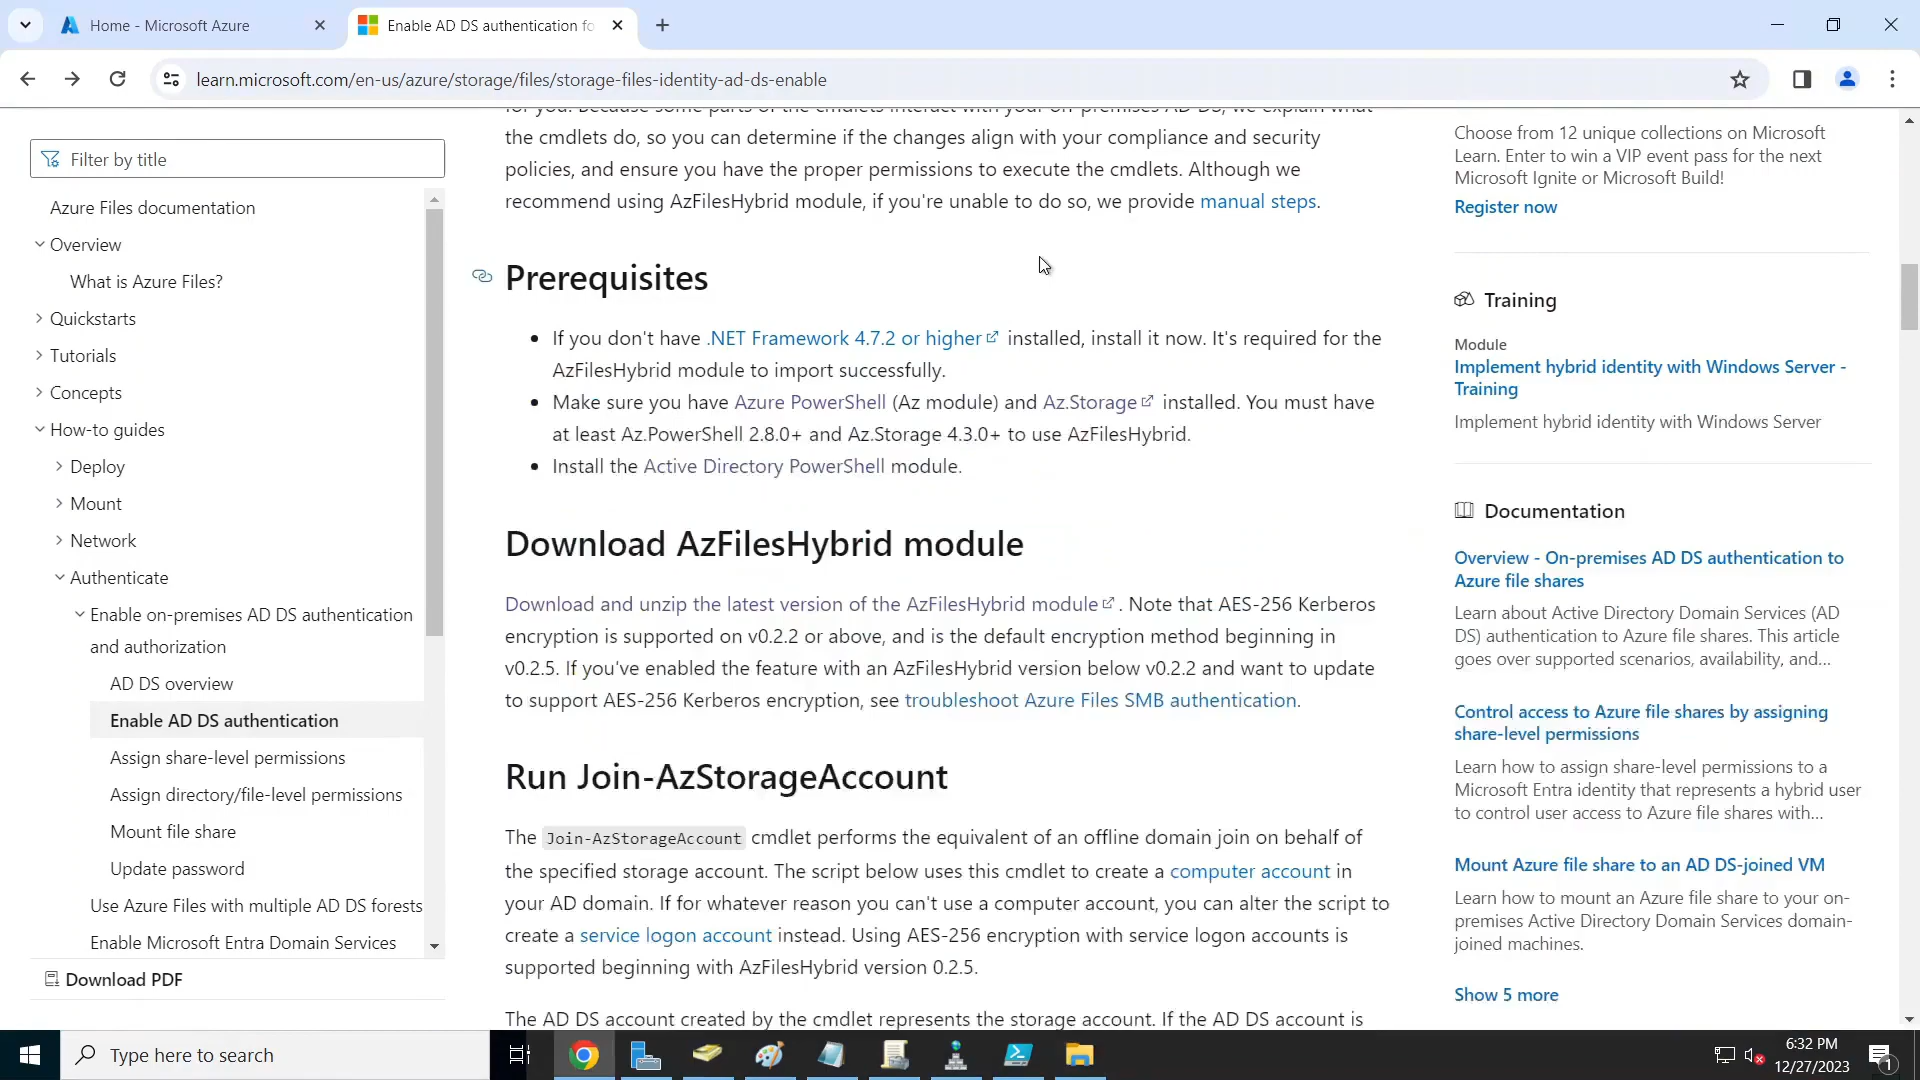 Home - Microsoft Azure
Enable AD DS authentication fo
learn.microsoft.com/en-us/azure/storage/files/storage-files-identity-ad-ds-enable
Filter by title
Azure Files documentation
Overview
What is Azure Files?
Quickstarts
Tutorials
Concepts
How-to guides
Deploy
Mount
Network
Authenticate
Enable on-premises AD DS authentication
and authorization
AD DS overview
Enable AD DS authentication
Assign share-level permissions
Assign directory/file-level permissions
Mount file share
Update password
Use Azure Files with multiple AD DS forests
Enable Microsoft Entra Domain Services
Download PDF
for you. Because some parts of the cmdlets interact with your on-premises AD DS, we explain what
the cmdlets do, so you can determine if the changes align with your compliance and security
policies, and ensure you have the proper permissions to execute the cmdlets. Although we
recommend using AzFilesHybrid module, if you're unable to do so, we provide manual steps.
Prerequisites
If you don't have .NET Framework 4.7.2 or higher installed, install it now. It's required for the
AzFilesHybrid module to import successfully.
Make sure you have Azure PowerShell (Az module) and Az.Storage installed. You must have
at least Az.PowerShell 2.8.0+ and Az.Storage 4.3.0+ to use AzFilesHybrid.
Install the Active Directory PowerShell module.
Download AzFilesHybrid module
Download and unzip the latest version of the AzFilesHybrid module. Note that AES-256 Kerberos
encryption is supported on v0.2.2 or above, and is the default encryption method beginning in
v0.2.5. If you've enabled the feature with an AzFilesHybrid version below v0.2.2 and want to update
to support AES-256 Kerberos encryption, see troubleshoot Azure Files SMB authentication.
Run Join-AzStorageAccount
The Join-AzStorageAccount cmdlet performs the equivalent of an offline domain join on behalf of
the specified storage account. The script below uses this cmdlet to create a computer account in
your AD domain. If for whatever reason you can't use a computer account, you can alter the script to
create a service logon account instead. Using AES-256 encryption with service logon accounts is
supported beginning with AzFilesHybrid version 0.2.5.
The AD DS account created by the cmdlet represents the storage account. If the AD DS account is
Choose from 12 unique collections on Microsoft
Learn. Enter to win a VIP event pass for the next
Microsoft Ignite or Microsoft Build!
Register now
Training
Module
Implement hybrid identity with Windows Server -
Training
Implement hybrid identity with Windows Server
Documentation
Overview - On-premises AD DS authentication to
Azure file shares
Learn about Active Directory Domain Services (AD
DS) authentication to Azure file shares. This article
goes over supported scenarios, availability, and...
Control access to Azure file shares by assigning
share-level permissions
Learn how to assign share-level permissions to a
Microsoft Entra identity that represents a hybrid user
to control user access to Azure file shares with...
Mount Azure file share to an AD DS-joined VM
Learn how to mount an Azure file share to your on-
premises Active Directory Domain Services domain-
joined machines.
Show 5 more
Type here to search
6:32 PM
12/27/2023
1